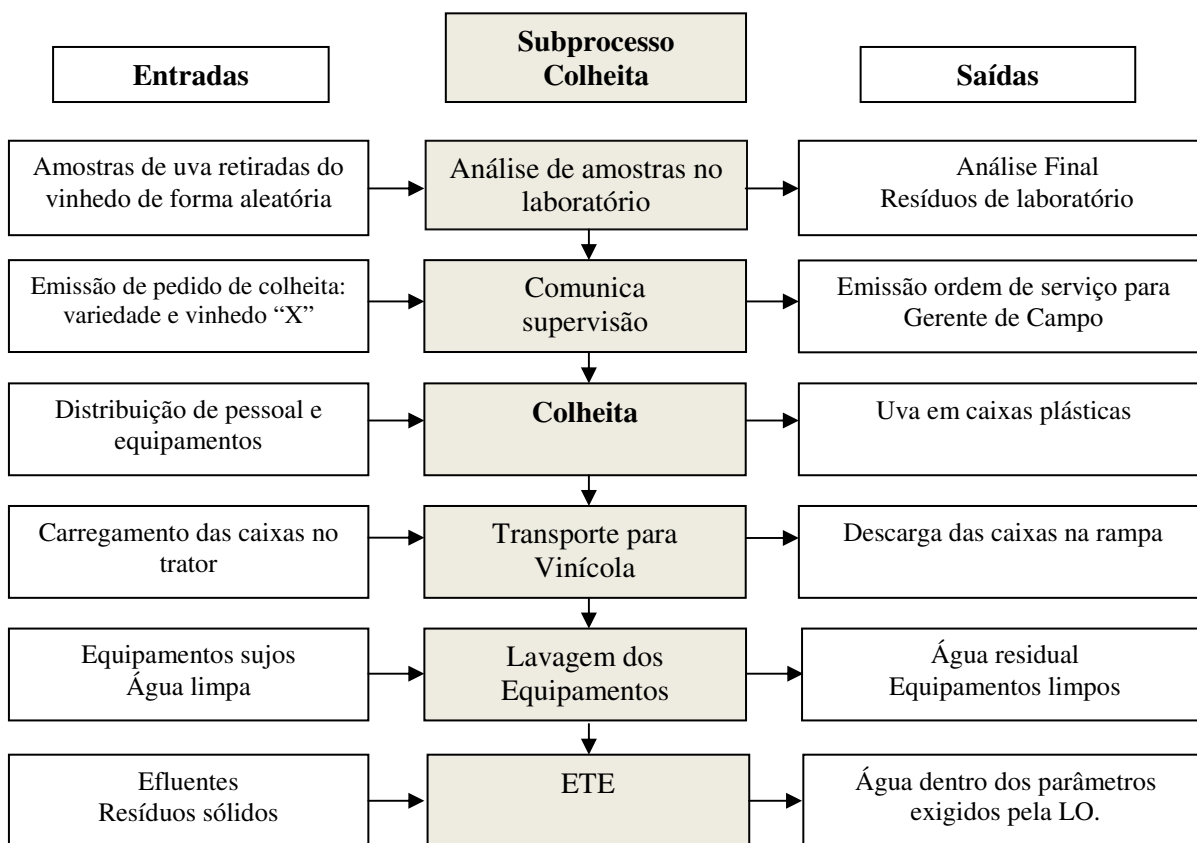 Entradas
Subprocesso
Colheita
Saídas
Amostras de uva retiradas do
vinhedo de forma aleatória
Análise de amostras no
laboratório
Análise Final
Resíduos de laboratório
Emissão de pedido de colheita:
variedade e vinhedo “X”
Comunica
supervisão
Emissão ordem de serviço para
Gerente de Campo
Distribuição de pessoal e
equipamentos
Colheita
Uva em caixas plásticas
Carregamento das caixas no
trator
Transporte para
Vinícola
Descarga das caixas na rampa
Equipamentos sujos
Água limpa
Lavagem dos
Equipamentos
Água residual
Equipamentos limpos
Efluentes
Resíduos sólidos
ETE
Água dentro dos parâmetros
exigidos pela LO.